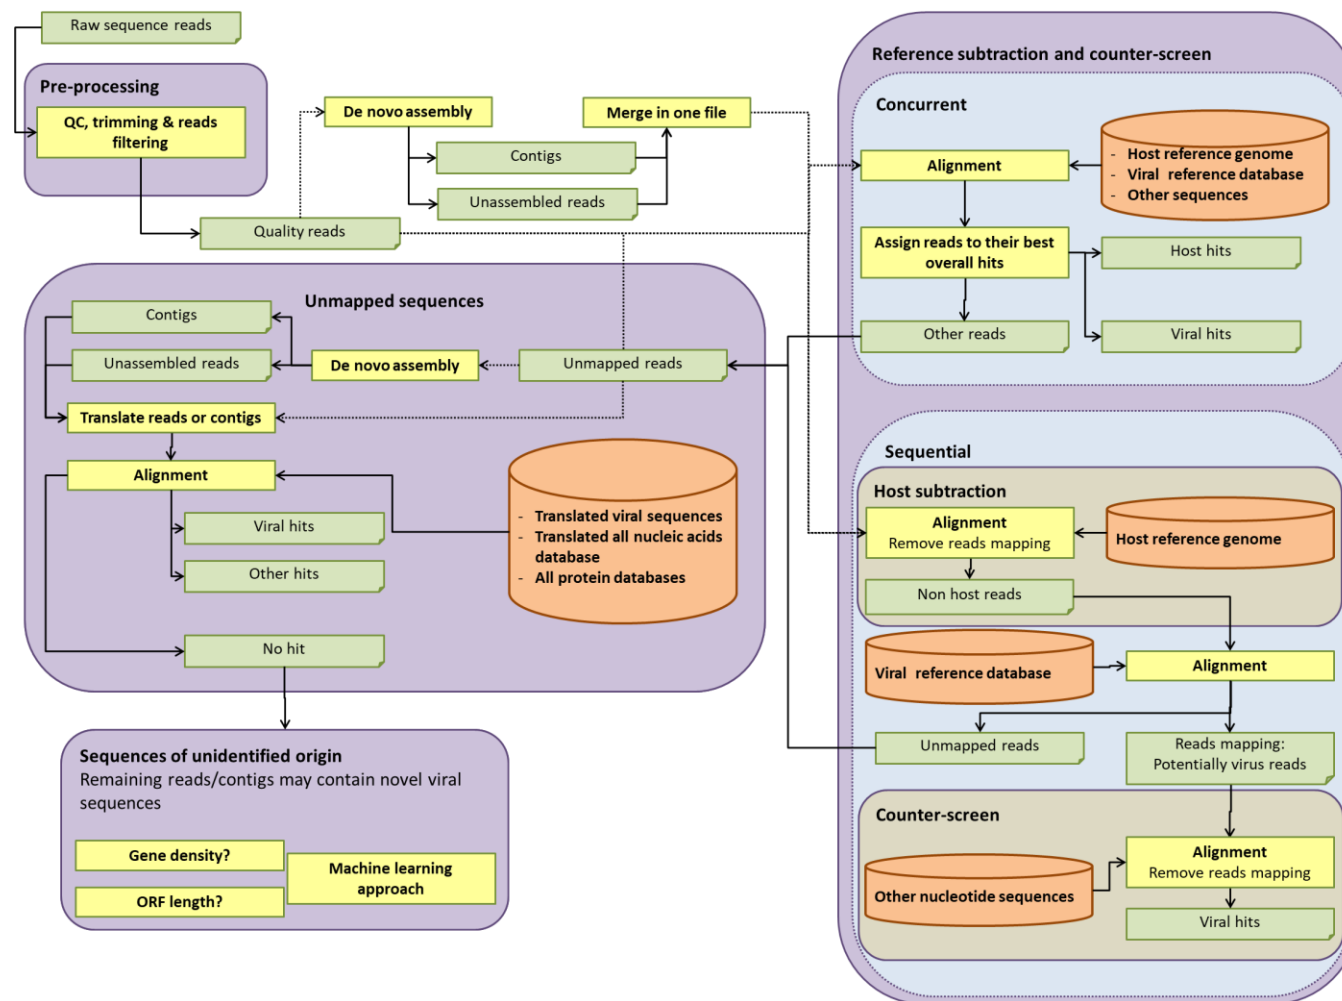 Raw sequence reads
Pre-processing
QC, trimming & reads
filtering
Quality reads
De novo assembly
Contigs
Unassembled reads
Merge in one file
Reference subtraction and counter-screen
Concurrent
Alignment
- Host reference genome
- Viral reference database
- Other sequences
Assign reads to their best
overall hits
Host hits
Viral hits
Other reads
Unmapped sequences
Contigs
Unassembled reads
De novo assembly
Unmapped reads
Translate reads or contigs
Alignment
Viral hits
Other hits
- Translated viral sequences
- Translated all nucleic acids
database
- All protein databases
No hit
Sequences of unidentified origin
Remaining reads/contigs may contain novel viral
sequences
Gene density?
ORF length?
Machine learning
approach
Sequential
Host subtraction
Alignment
Remove reads mapping
Host reference genome
Non host reads
Viral reference database
Alignment
Unmapped reads
Reads mapping:
Potentially virus reads
Counter-screen
Other nucleotide sequences
Alignment
Remove reads mapping
Viral hits